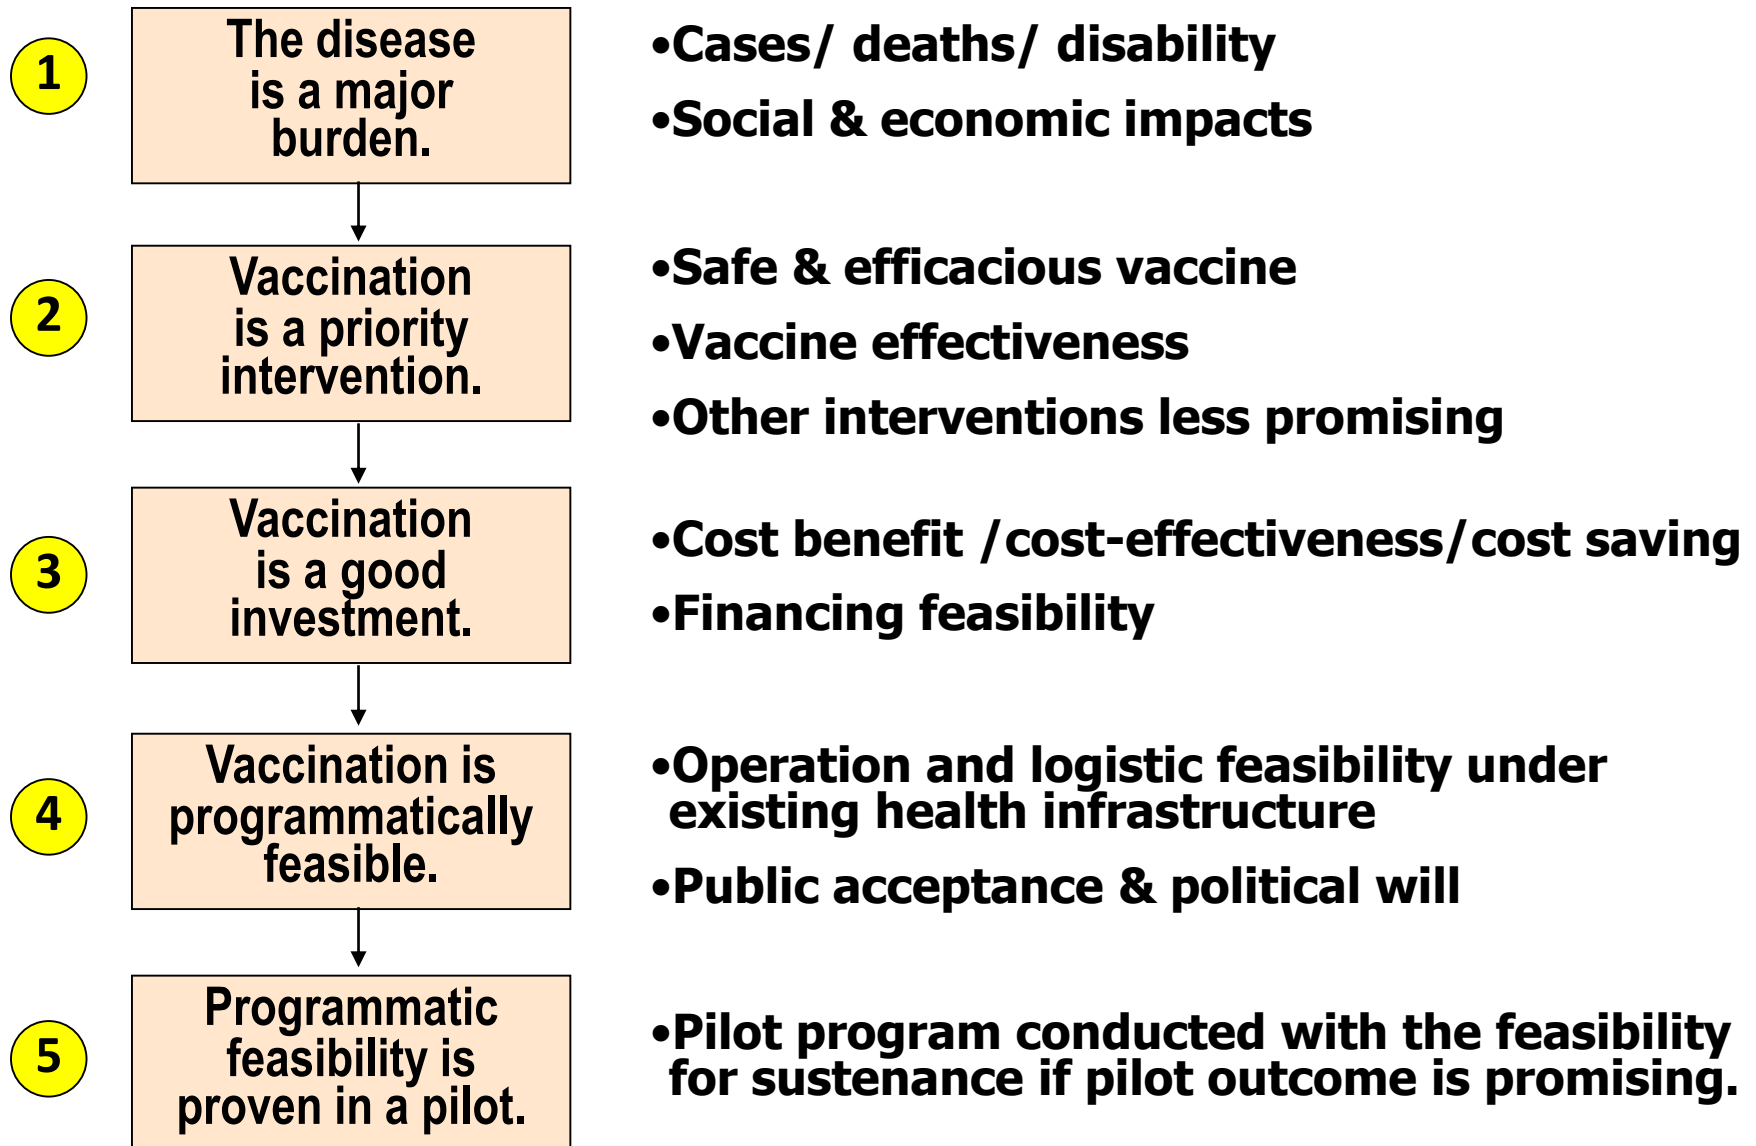 1
The disease
is a major
burden.
•Cases/ deaths/ disability
•Social & economic impacts
2
Vaccination
is a priority
intervention.
•Safe & efficacious vaccine
•Vaccine effectiveness
•Other interventions less promising
3
Vaccination
is a good
investment.
•Cost benefit /cost-effectiveness/cost saving
•Financing feasibility
4
Vaccination is
programmatically
feasible.
•Operation and logistic feasibility under
existing health infrastructure
•Public acceptance & political will
5
Programmatic
feasibility is
proven in a pilot.
•Pilot program conducted with the feasibility
for sustenance if pilot outcome is promising.